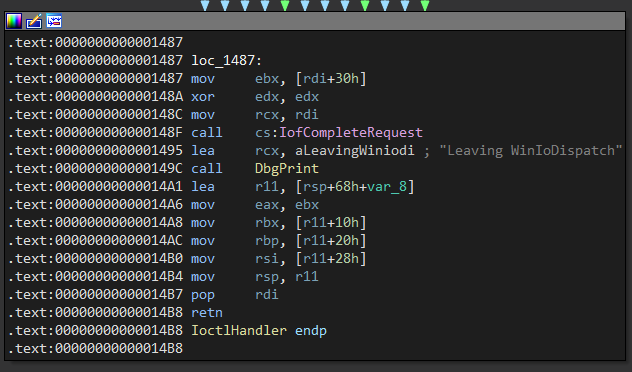 .text:0000000000001487
.text:0000000000001487 loc_1487:
.text:0000000000001487 mov ebx, [rdi+30h]
.text:000000000000148A xor edx, edx
.text:000000000000148C mov rcx, rdi
.text:000000000000148F call cs:IofCompleteRequest
.text:0000000000001495 lea rcx, aLeavingWiniodi ; "Leaving WinIoDispatch"
.text:000000000000149C call DbgPrint
.text:00000000000014A1 lea r11, [rsp+68h+var_8]
.text:00000000000014A6 mov eax, ebx
.text:00000000000014A8 mov rbx, [r11+10h]
.text:00000000000014AC mov rbp, [r11+20h]
.text:00000000000014B0 mov rsi, [r11+28h]
.text:00000000000014B4 mov rsp, r11
.text:00000000000014B7 pop rdi
.text:00000000000014B8 retn
.text:00000000000014B8 IoctlHandler endp
.text:00000000000014B8